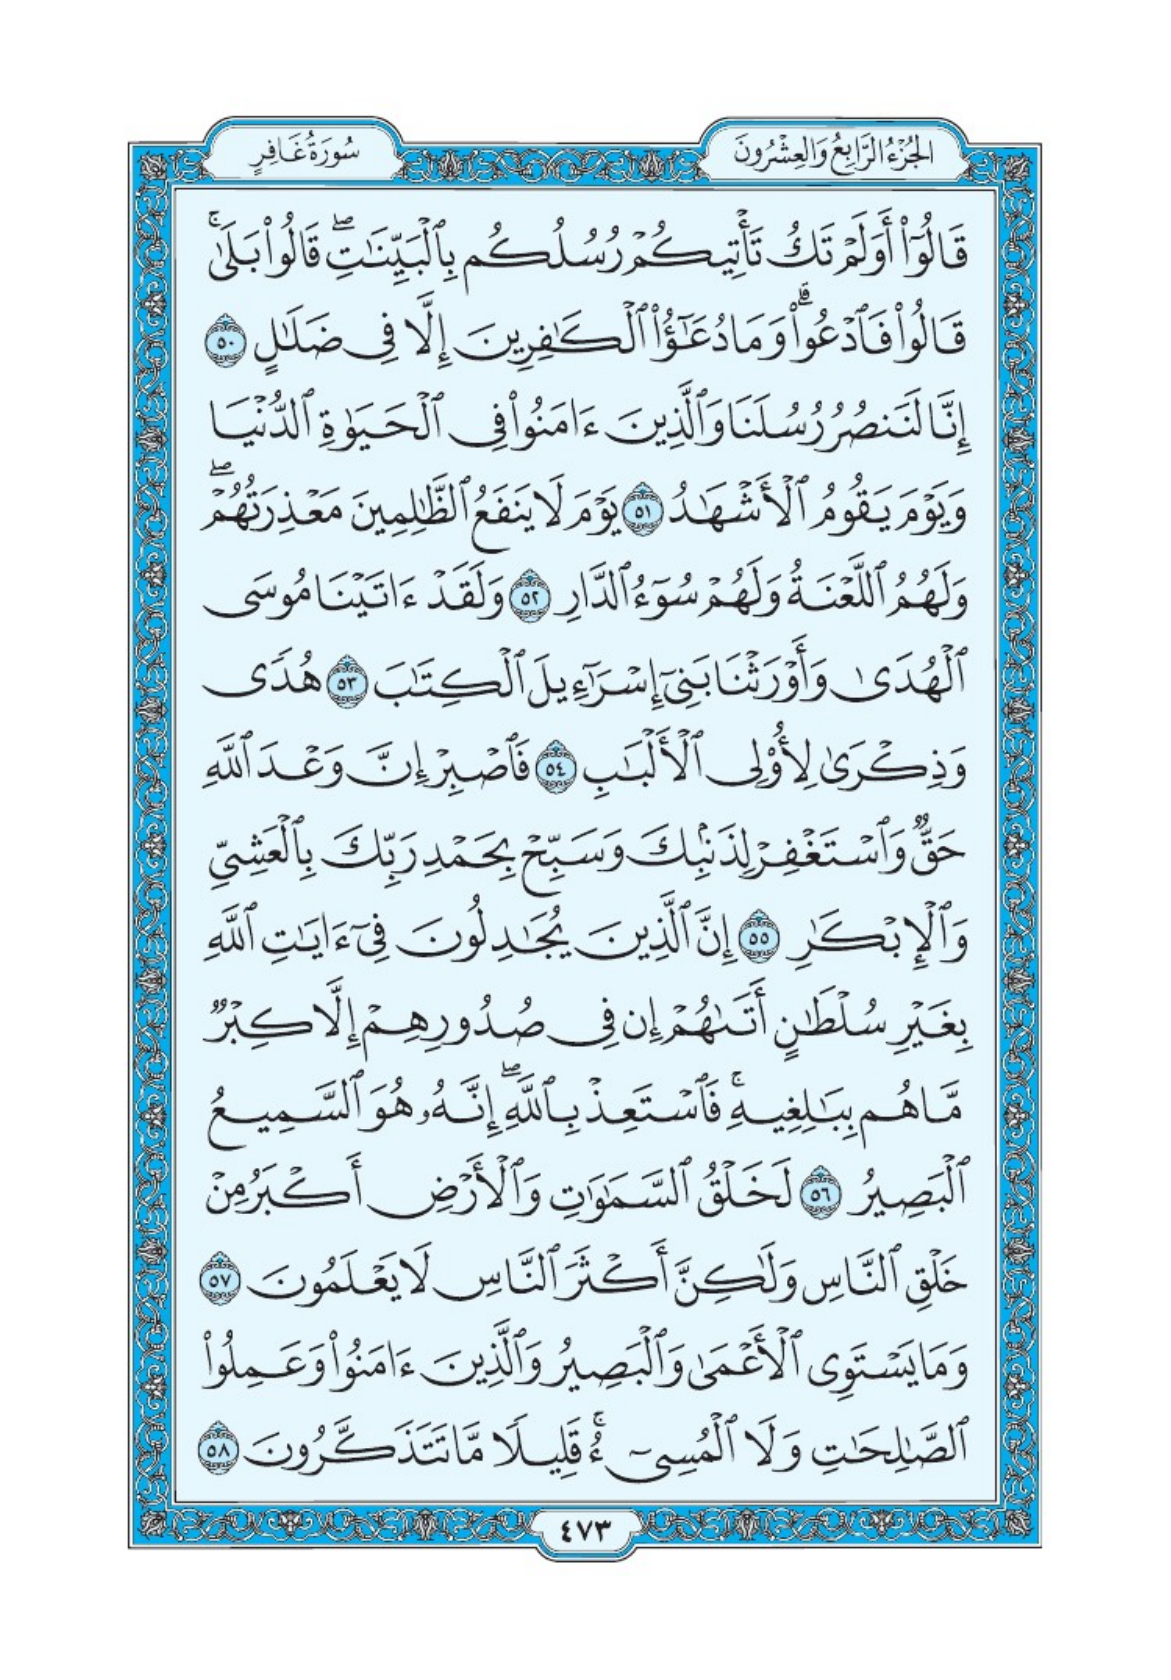 الجُزْءُ الرَّابِعُ وَالعِشْرُونَ
سُورَةُ غَافِرٍ
قَالُوٓاْ أَوَلَمْ تَكُ تَأْتِيكُمْ رُسُلُكُم بِٱلْبَيِّنَٰتِۖ قَالُواْ بَلَىٰۚ
قَالُواْ فَٱدْعُواْۗ وَمَا دُعَٰٓؤُاْ ٱلْكَٰفِرِينَ إِلَّا فِى ضَلَٰلٍ ٥٠
إِنَّا لَنَنصُرُ رُسُلَنَا وَٱلَّذِينَ ءَامَنُواْ فِى ٱلْحَيَوٰةِ ٱلدُّنْيَا
وَيَوْمَ يَقُومُ ٱلْأَشْهَٰدُ ٥١ يَوْمَ لَا يَنفَعُ ٱلظَّٰلِمِينَ مَعْذِرَتُهُمْۖ
وَلَهُمُ ٱللَّعْنَةُ وَلَهُمْ سُوٓءُ ٱلدَّارِ ٥٢ وَلَقَدْ ءَاتَيْنَا مُوسَى
ٱلْهُدَىٰ وَأَوْرَثْنَا بَنِىٓ إِسْرَٰٓءِيلَ ٱلْكِتَٰبَ ٥٣ هُدًى
وَذِكْرَىٰ لِأُوْلِى ٱلْأَلْبَٰبِ ٥٤ فَٱصْبِرْ إِنَّ وَعْدَ ٱللَّهِ
حَقٌّ وَٱسْتَغْفِرْ لِذَنۢبِكَ وَسَبِّحْ بِحَمْدِ رَبِّكَ بِٱلْعَشِىِّ
وَٱلْإِبْكَٰرِ ٥٥ إِنَّ ٱلَّذِينَ يُجَٰدِلُونَ فِىٓ ءَايَٰتِ ٱللَّهِ
بِغَيْرِ سُلْطَٰنٍ أَتَىٰهُمْ إِن فِى صُدُورِهِمْ إِلَّا كِبْرٌ
مَّا هُم بِبَٰلِغِيهِۚ فَٱسْتَعِذْ بِٱللَّهِۖ إِنَّهُۥ هُوَ ٱلسَّمِيعُ
ٱلْبَصِيرُ ٥٦ لَخَلْقُ ٱلسَّمَٰوَٰتِ وَٱلْأَرْضِ أَكْبَرُ مِنْ
خَلْقِ ٱلنَّاسِ وَلَٰكِنَّ أَكْثَرَ ٱلنَّاسِ لَا يَعْلَمُونَ ٥٧
وَمَا يَسْتَوِى ٱلْأَعْمَىٰ وَٱلْبَصِيرُ وَٱلَّذِينَ ءَامَنُواْ وَعَمِلُواْ
ٱلصَّٰلِحَٰتِ وَلَا ٱلْمُسِىٓءُۚ قَلِيلًا مَّا تَتَذَكَّرُونَ ٥٨
٤٧٣